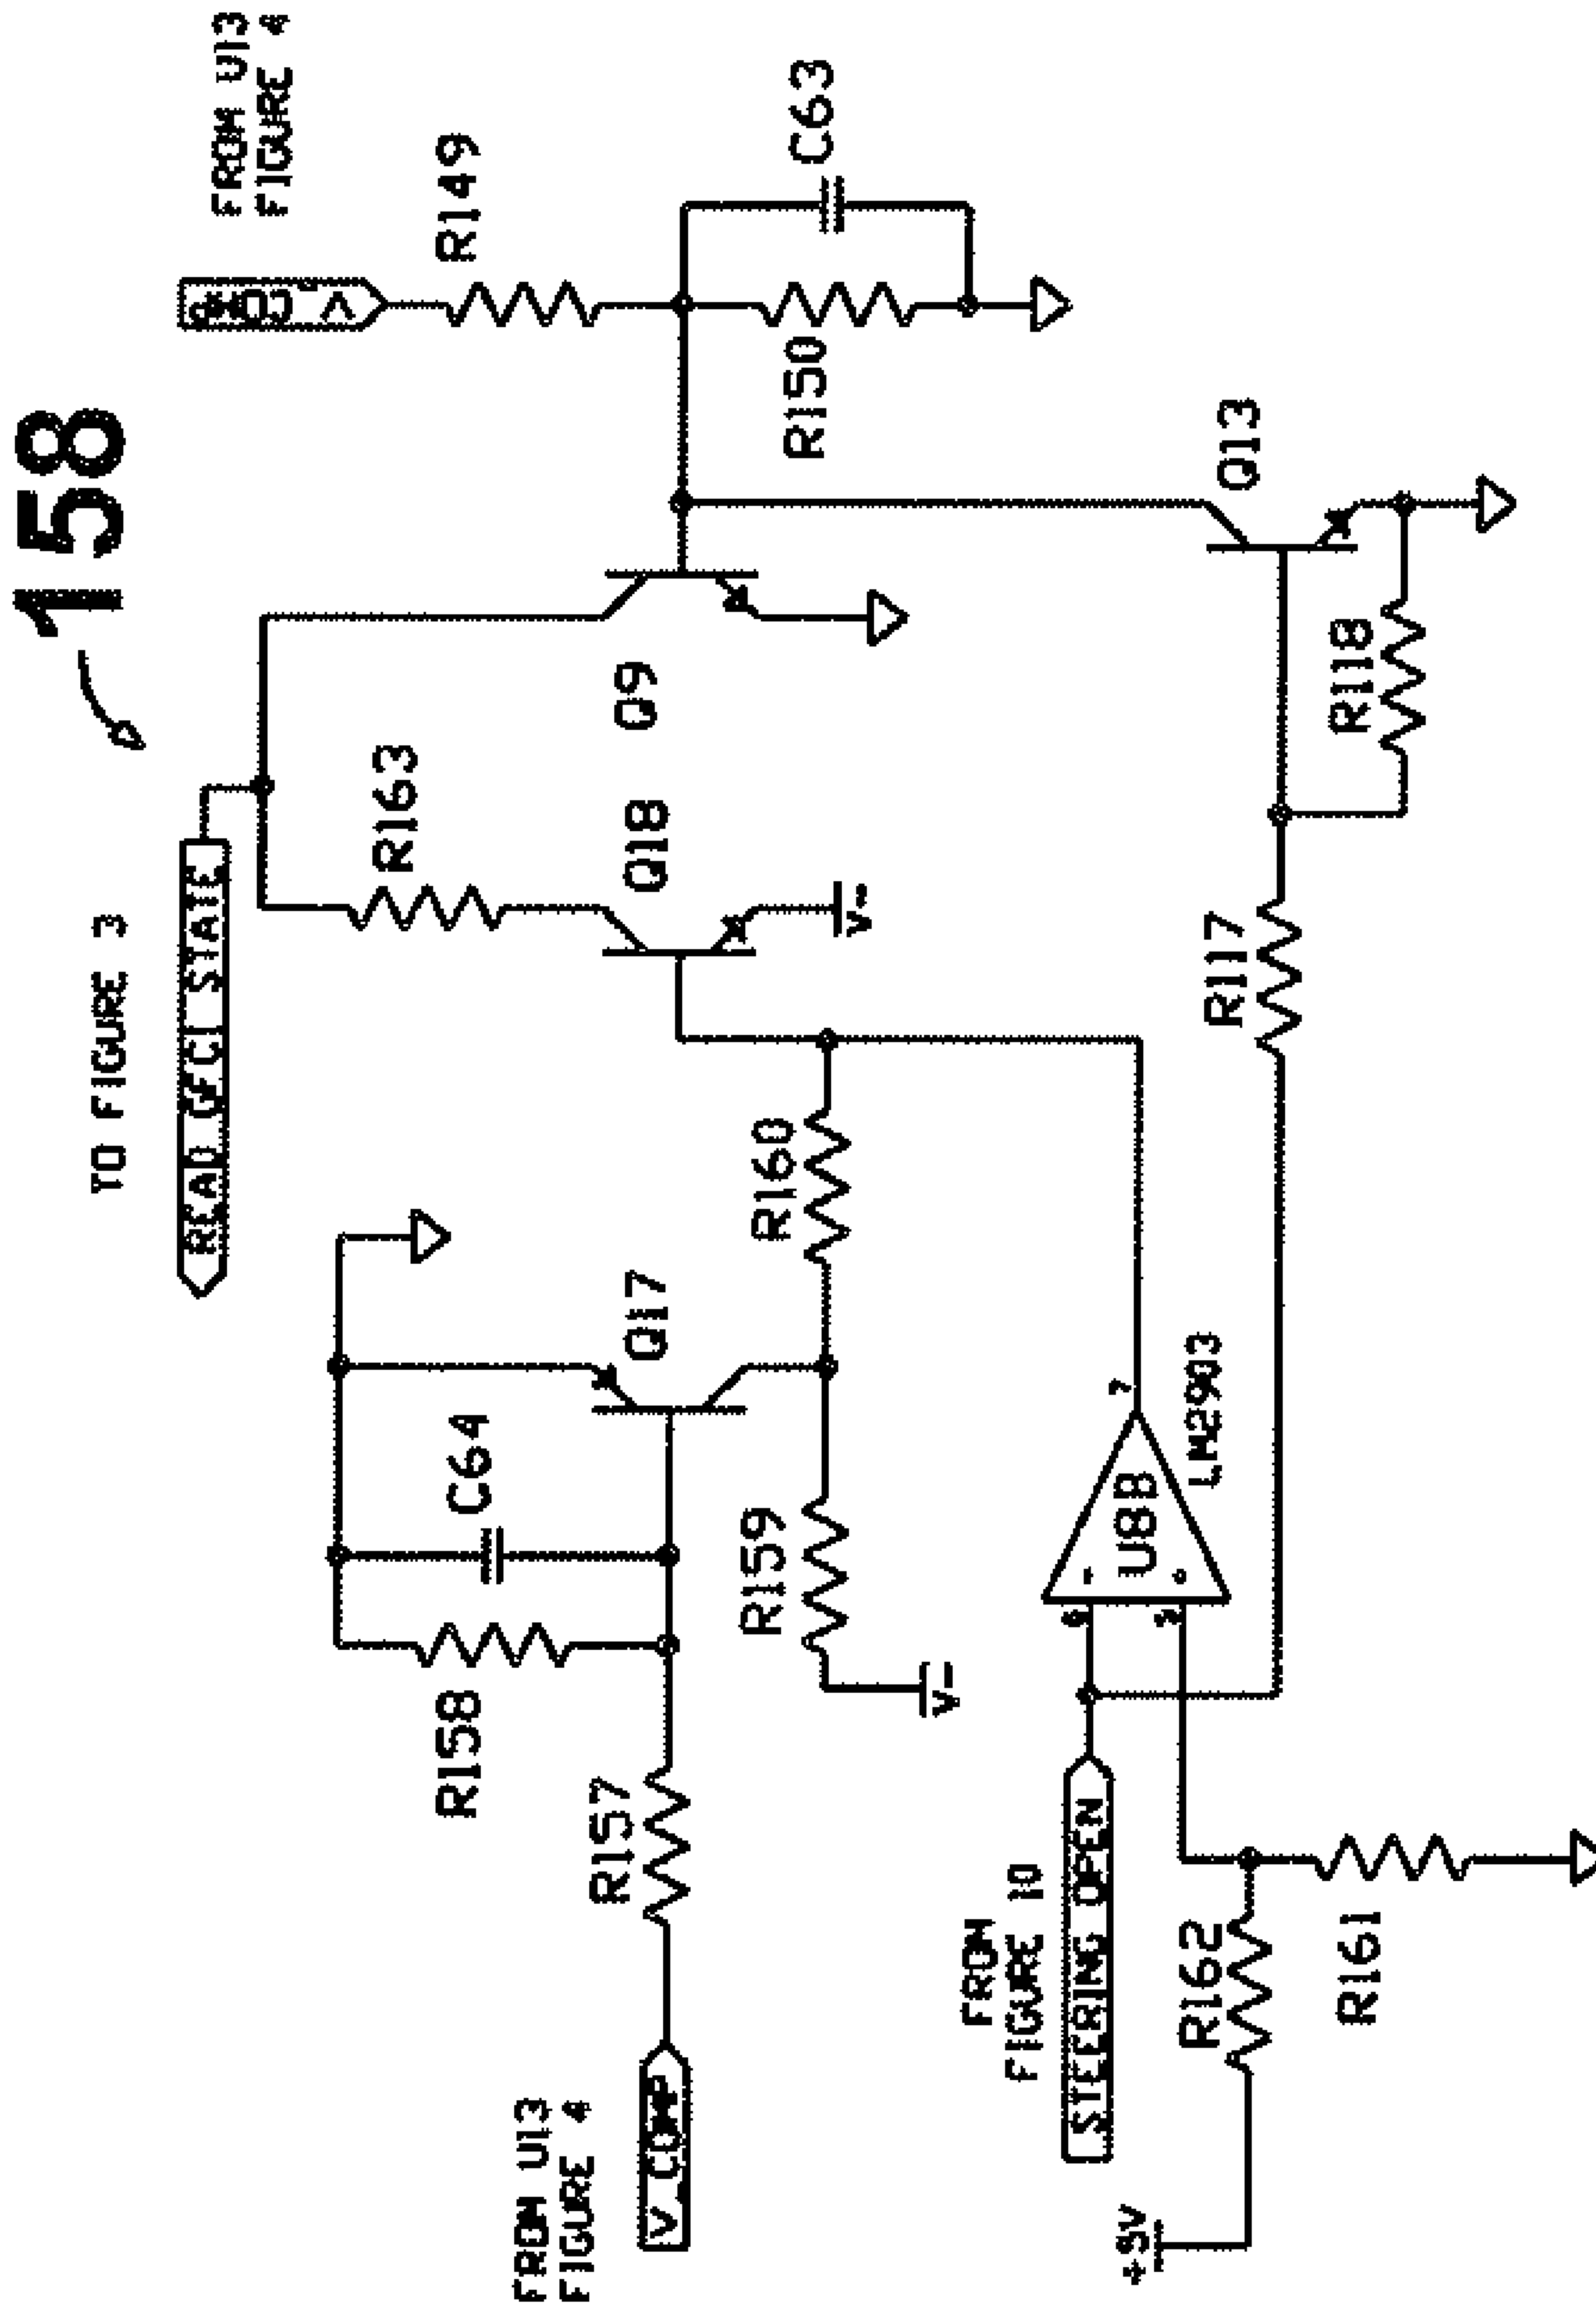 158
TO FIGURE 3
READ GFCI STATE
FROM U13
FIGURE 4
V_COMP
R149
C63
R150
R163
Q18
Q9
Q13
R118
R117
R160
Q17
C64
R158
R159
R157
FROM U13
FIGURE 4
V_COMP
V-
V-
FROM
FIGURE 10
STEERING OPEN
6
5
7
-
+
U8B
LM2903
R162
R161
+5V